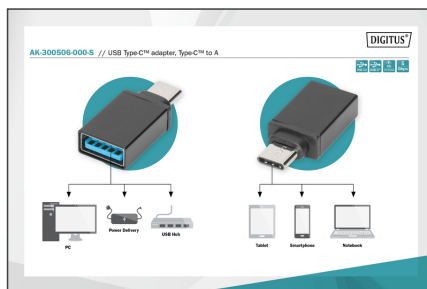 DIGITUS®
AK-300506-000-S // USB Type-C™ adapter, Type-C™ to A
PC
Power Delivery
USB Hub
Tablet
Smartphone
Notebook